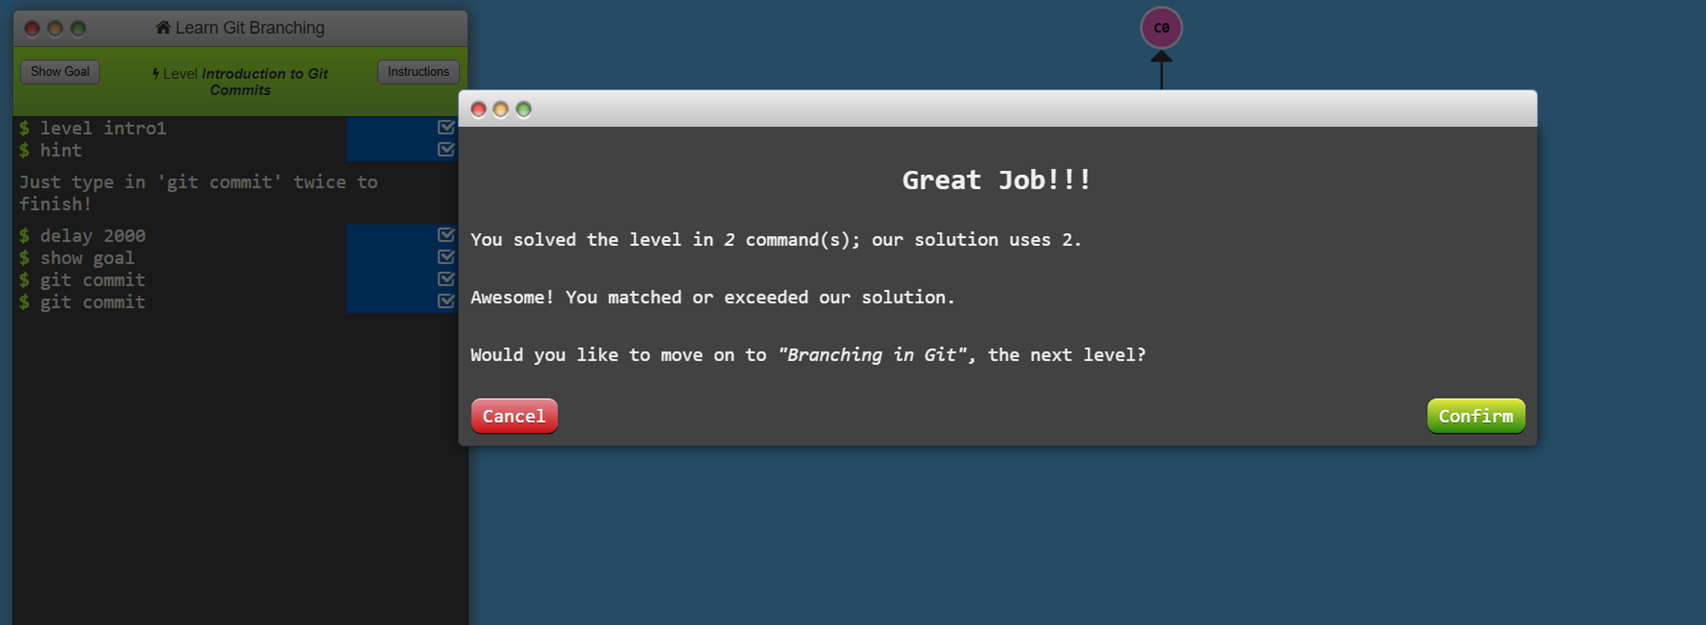 Learn Git Branching
Show Goal
Level Introduction to Git
Commits
Instructions
$ level intro1
$ hint
Just type in 'git commit' twice to
finish!
$ delay 2000
$ show goal
$ git commit
$ git commit
C0
Great Job!!!
You solved the level in 2 command(s); our solution uses 2.
Awesome! You matched or exceeded our solution.
Would you like to move on to "Branching in Git", the next level?
Cancel
Confirm